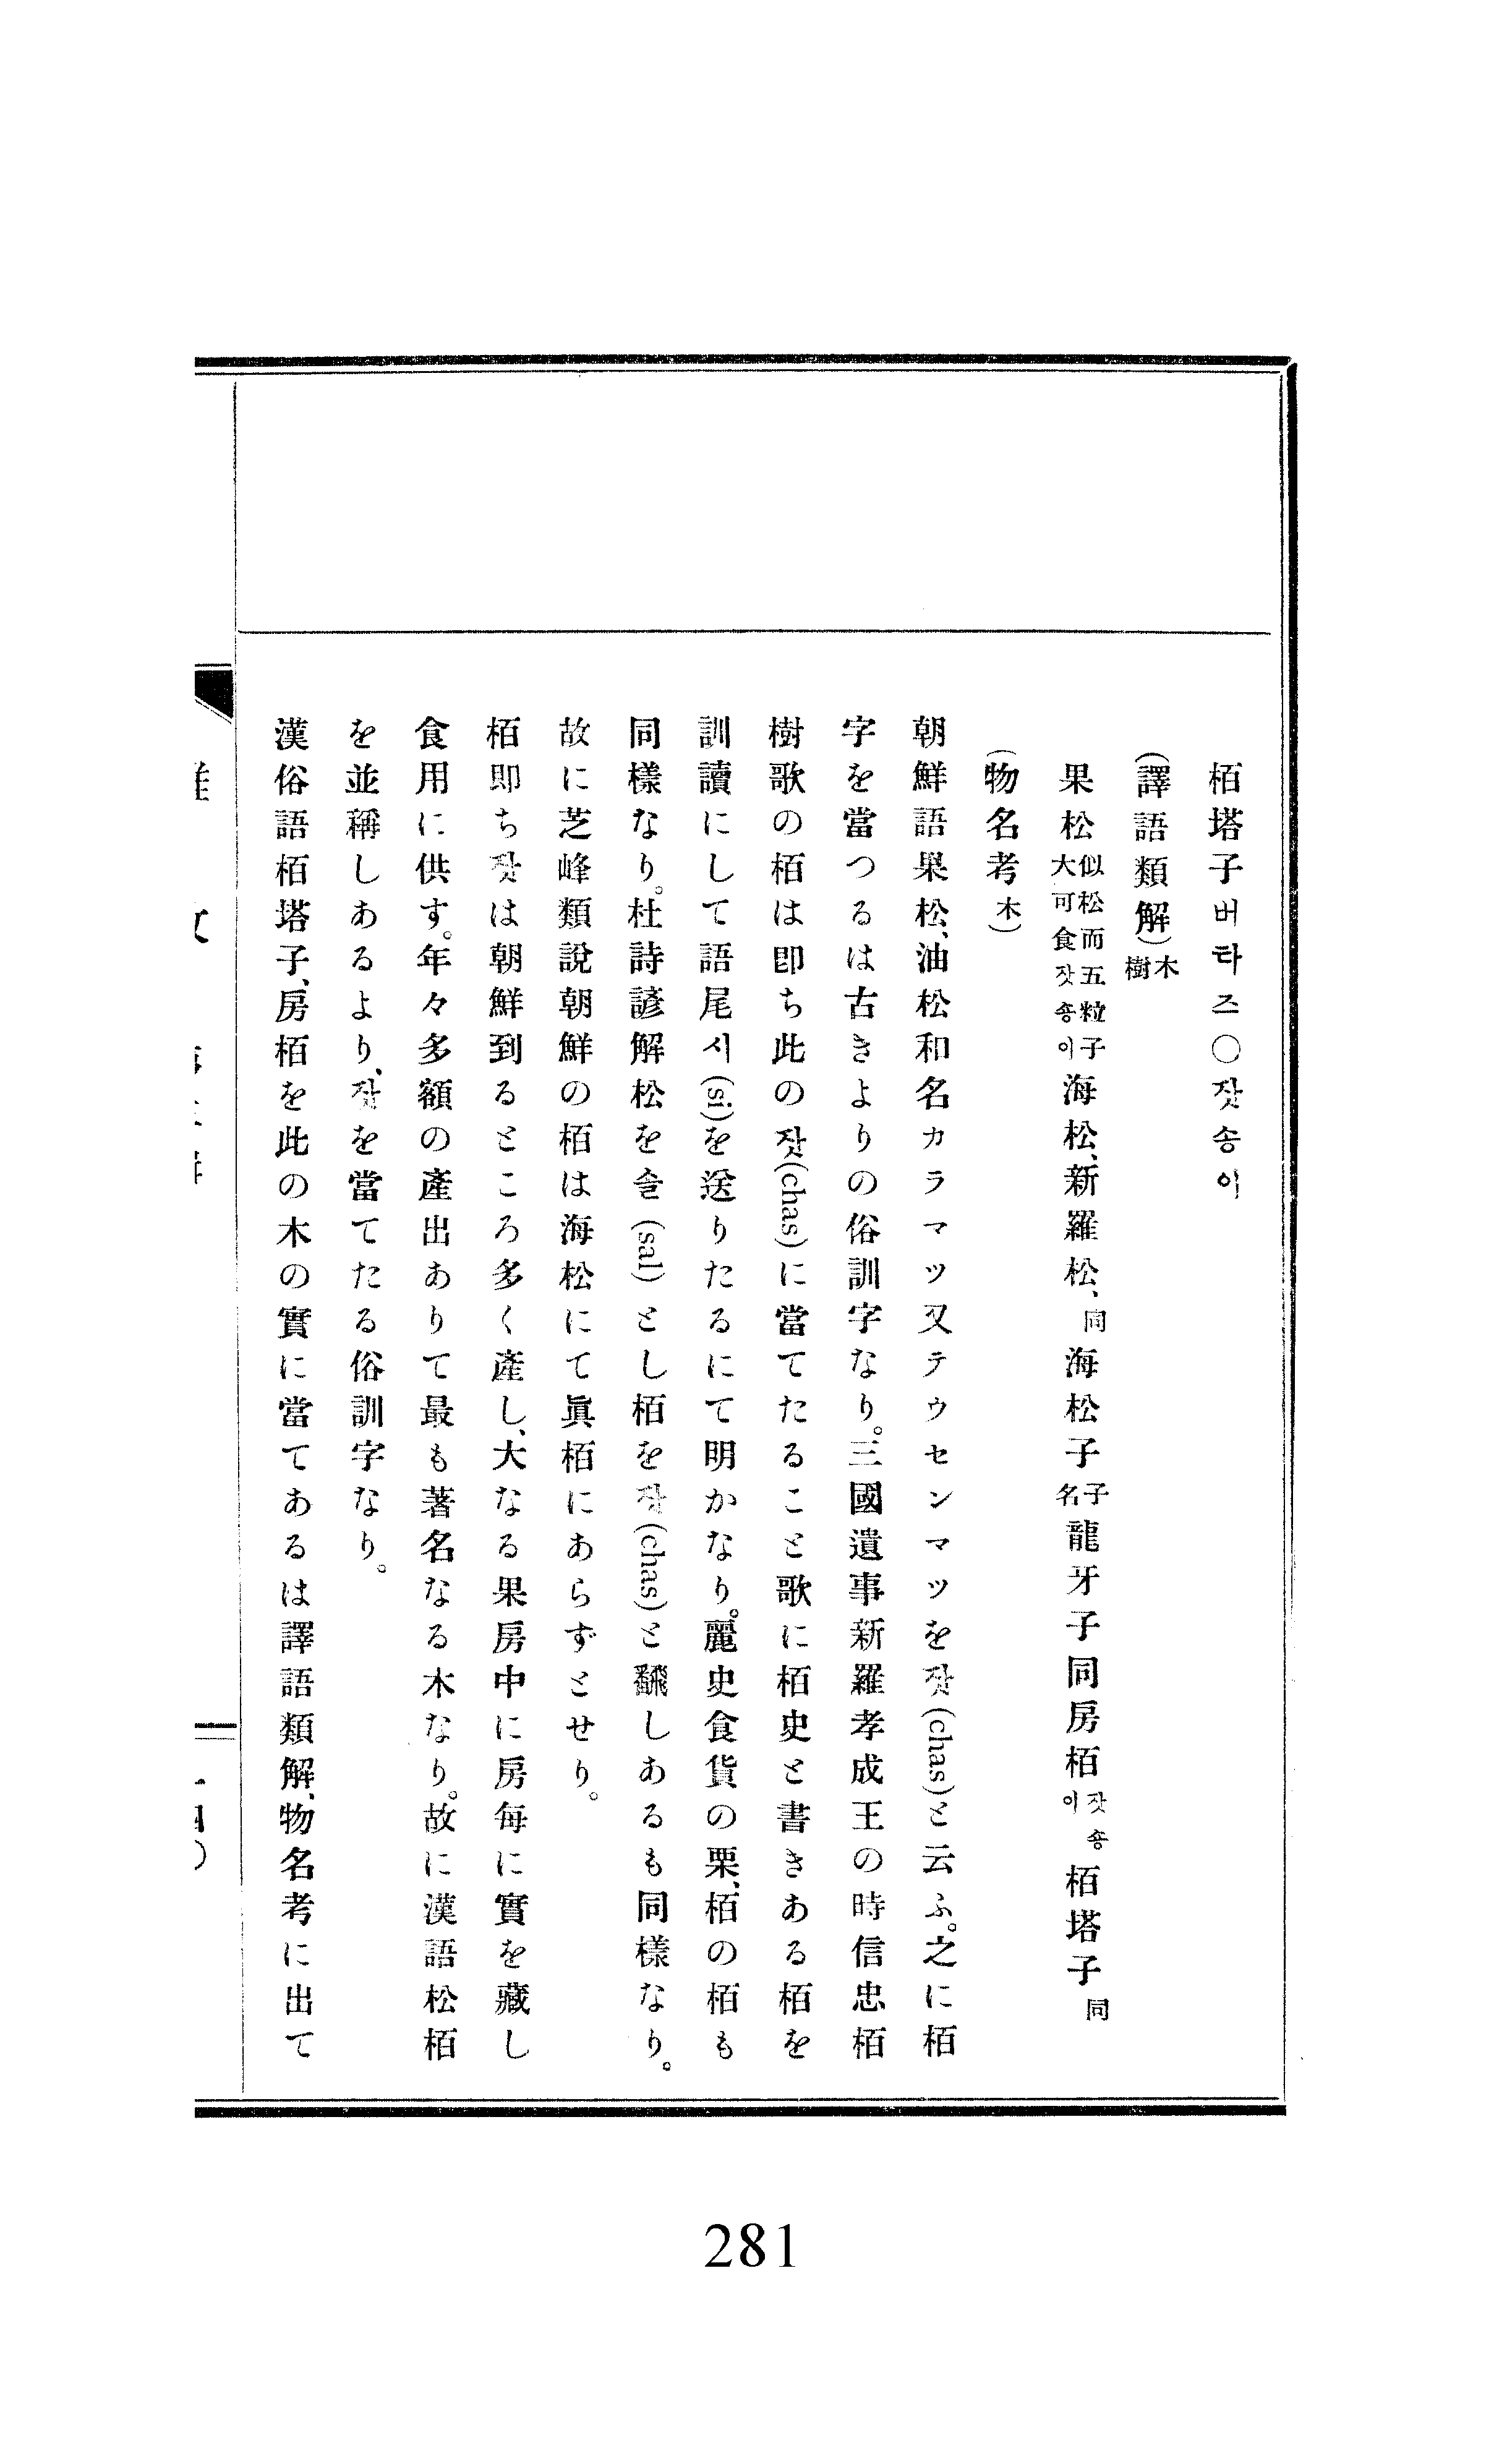 栢塔子버타즈〇잣송이
(譯語類解)木樹
果松似松而五粒子大可食잣송이海松、新羅松、同海松子子名龍牙子同房栢잣송이栢塔子同
(物名考木)
朝鮮語果松、油松和名カラマツ又テウセンマツを잣(chas)と云ふ。之に栢
字を當つるは古きよりの俗訓字なり。三國遺事新羅孝成王の時信忠栢
樹歌の栢は卽ち此の잣(chas)に當てたること歌に栢史と書きある栢を
訓讀にして語尾시(si)を送りたるにて明かなり。麗史食貨の栗、栢の栢も
同樣なり。杜詩諺解松を솔(sal)とし栢を잣(chas)と飜しあるも同樣なり。
故に芝峰類說朝鮮の栢は海松にて眞栢にあらずとせり。
栢卽ち잣は朝鮮到るところ多く產し、大なる果房中に房每に實を藏し
食用に供す。年々多額の產出ありて最も著名なる木なり。故に漢語松栢
を並稱しあるより、잣を當てたる俗訓字なり。
漢俗語栢塔子、房栢を此の木の實に當てあるは譯語類解、物名考に出て
281